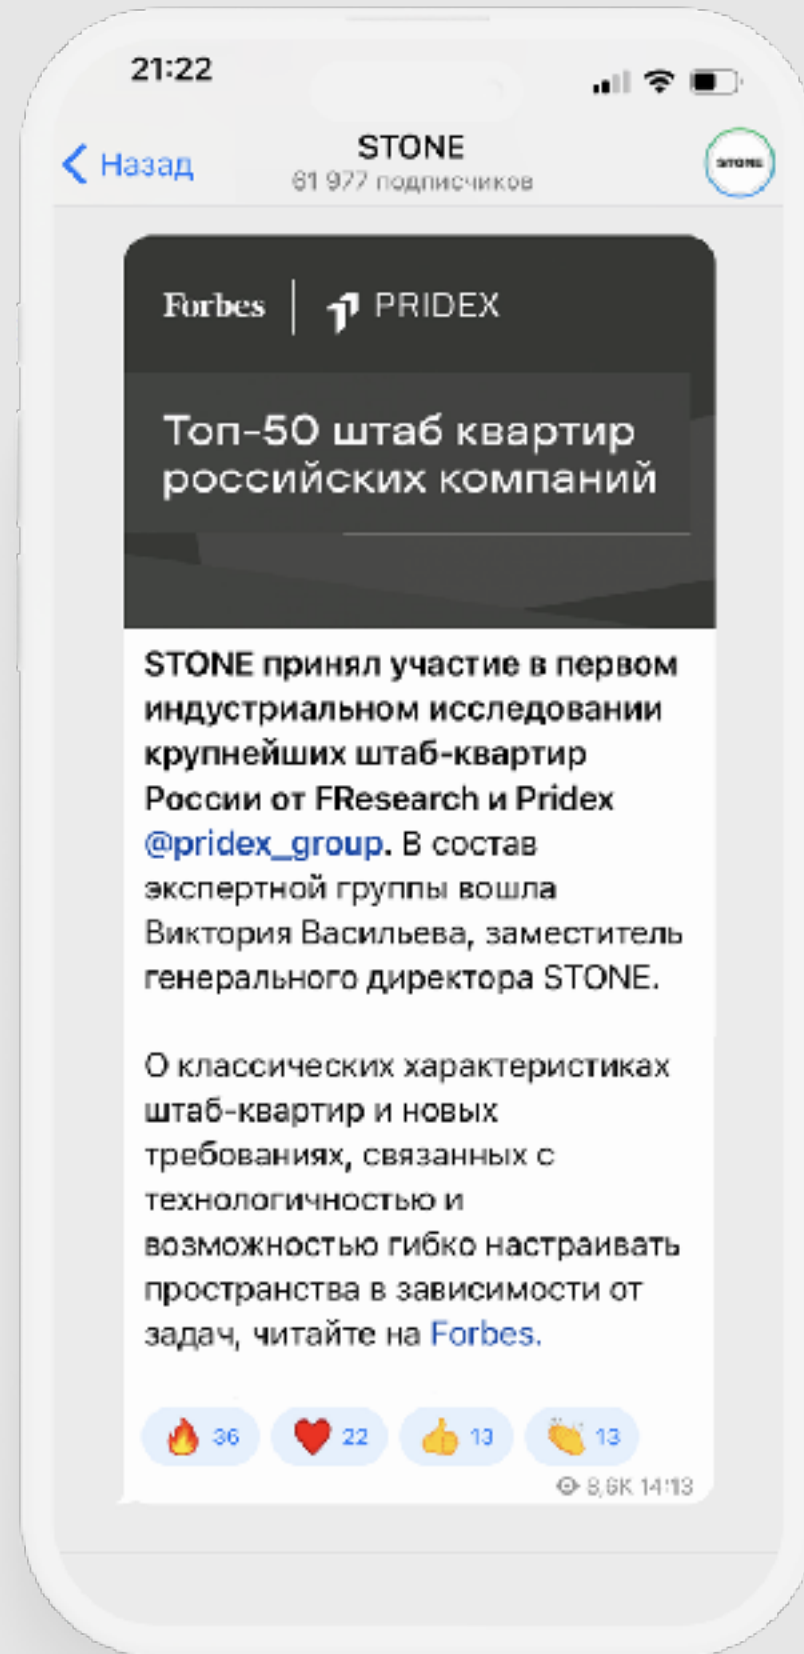 21:22
Назад
STONE
61 977 подписчиков
STONE
Forbes | PRIDEX
Топ-50 штаб квартир
российских компаний
STONE принял участие в первом
индустриальном исследовании
крупнейших штаб-квартир
России от FResearch и Pridex
@pridex_group. В состав
экспертной группы вошла
Виктория Васильева, заместитель
генерального директора STONE.
О классических характеристиках
штаб-квартир и новых
требованиях, связанных с
технологичностью и
возможностью гибко настраивать
пространства в зависимости от
задач, читайте на Forbes.
36 22 13 13
8,6K 14:13